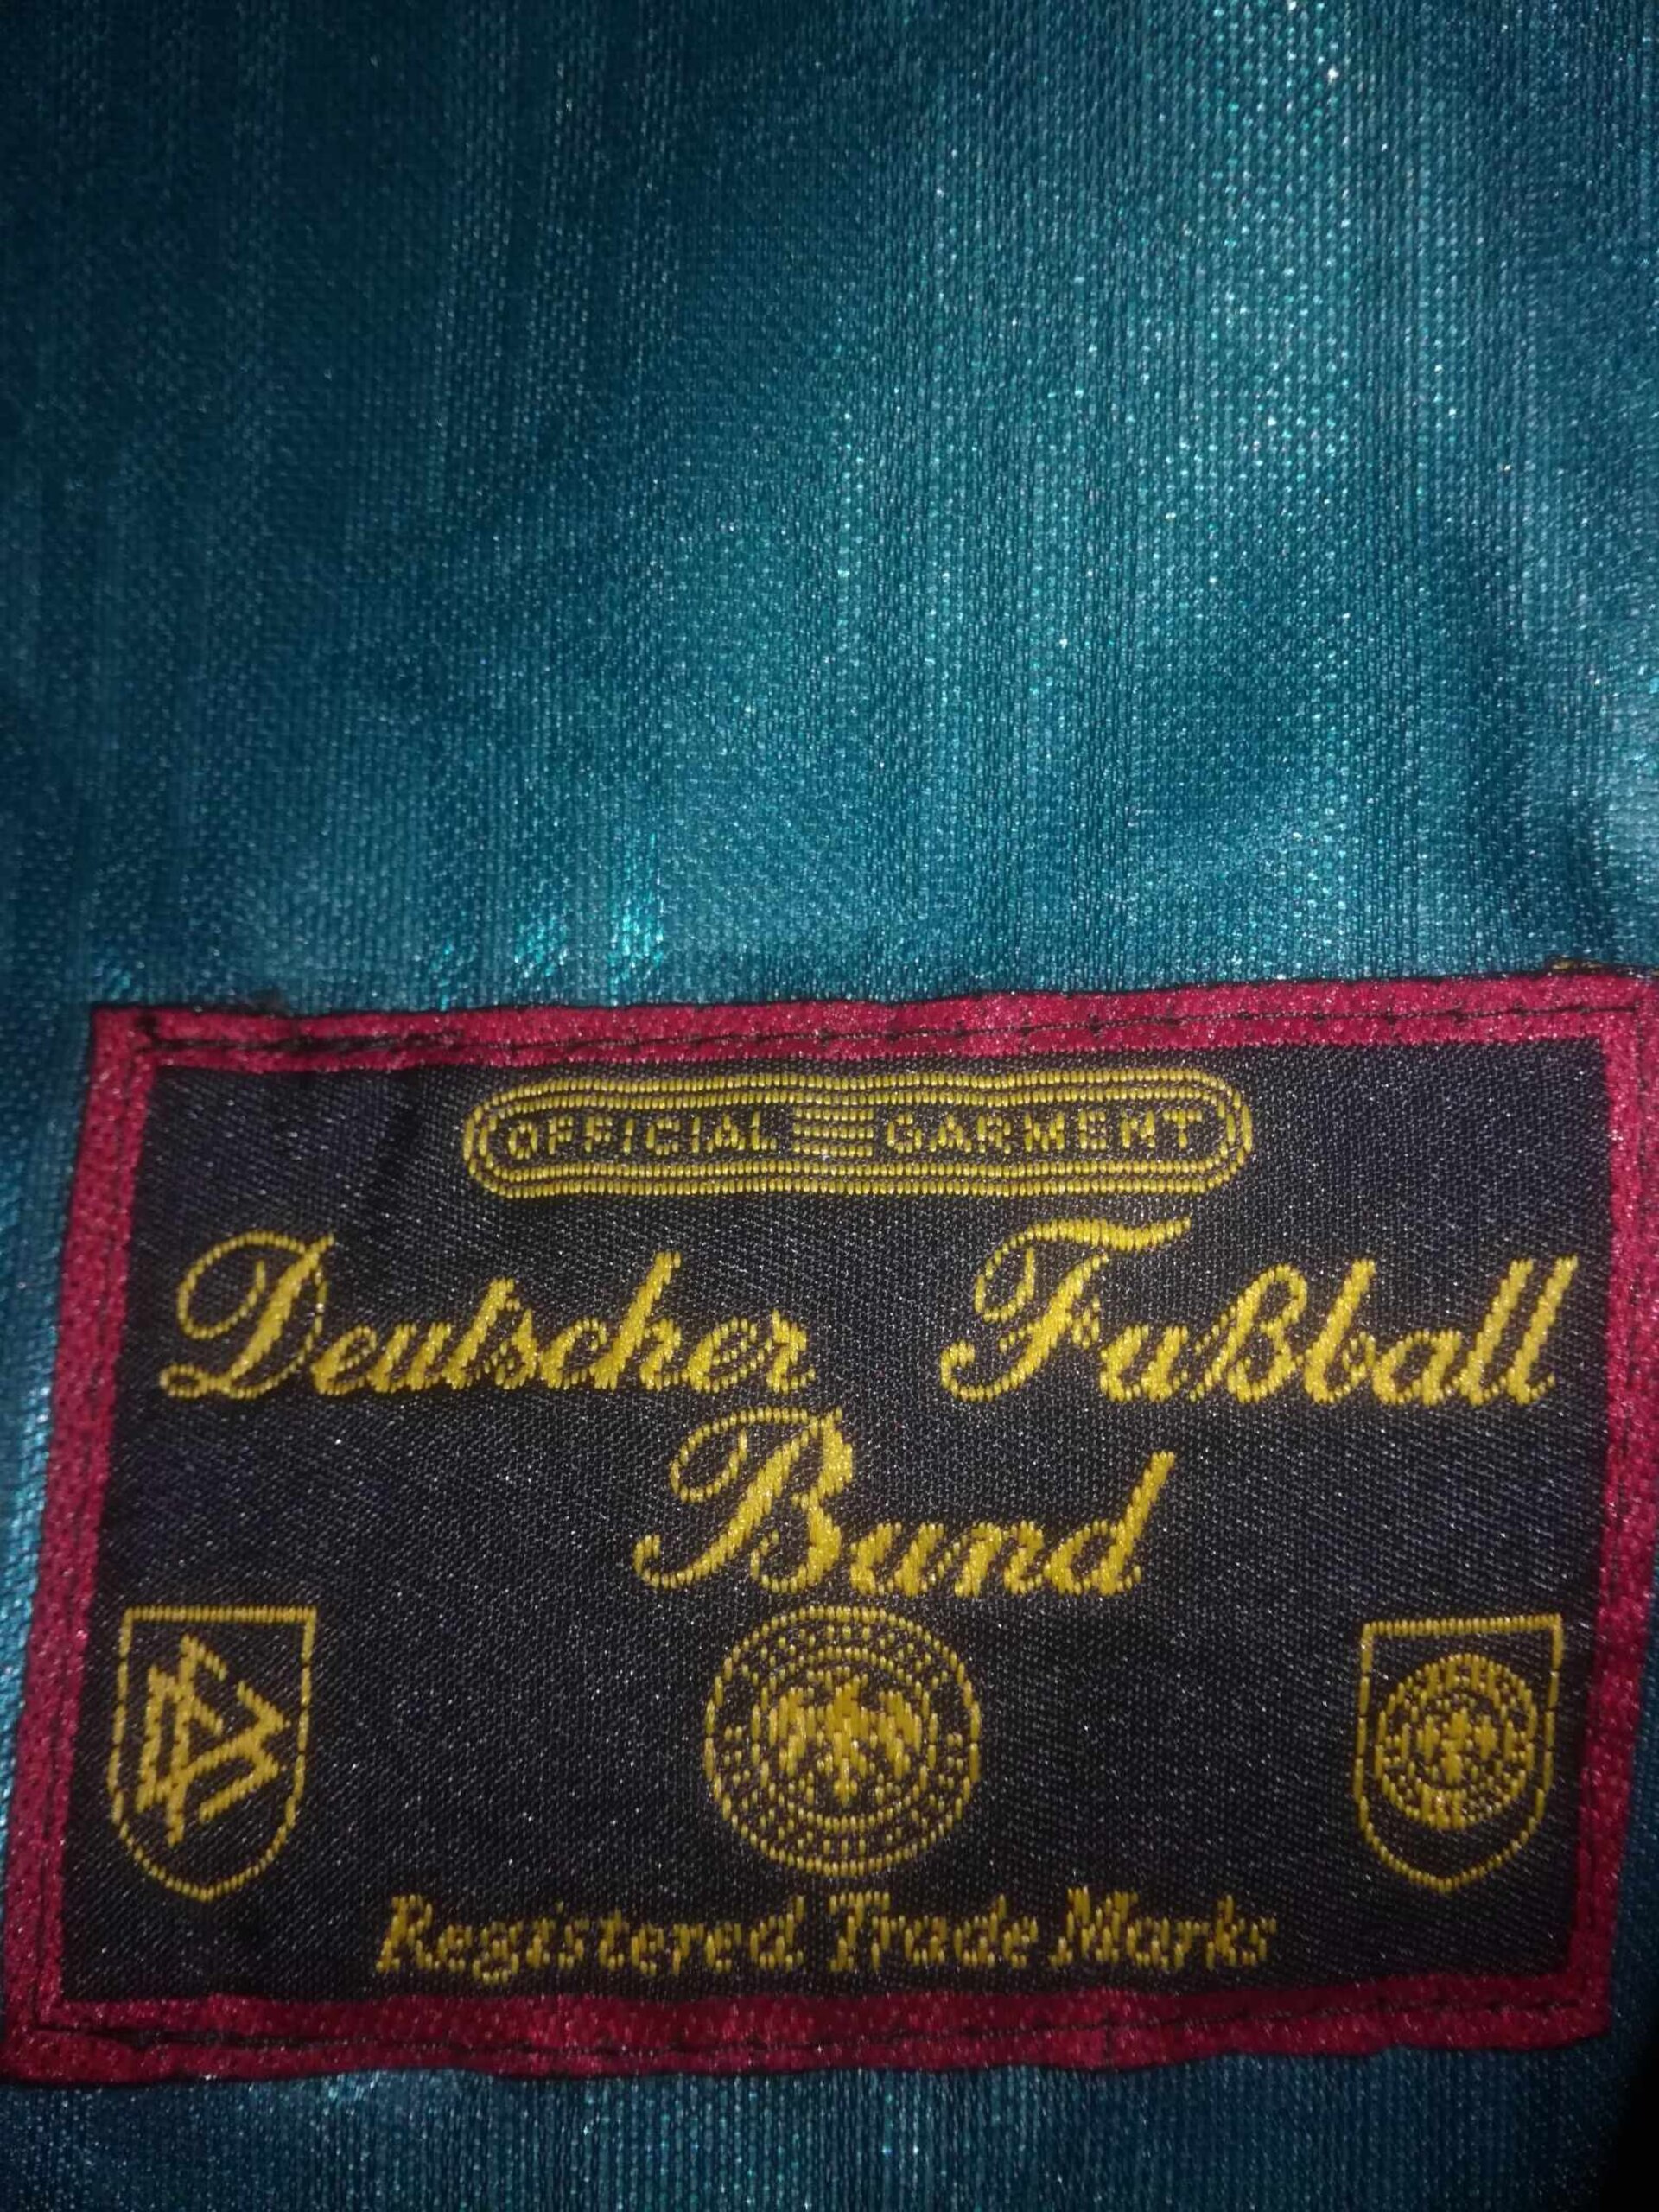 OFFICIAL GARMENT
Deutscher Fußball
Bund
Registered Trade Marks